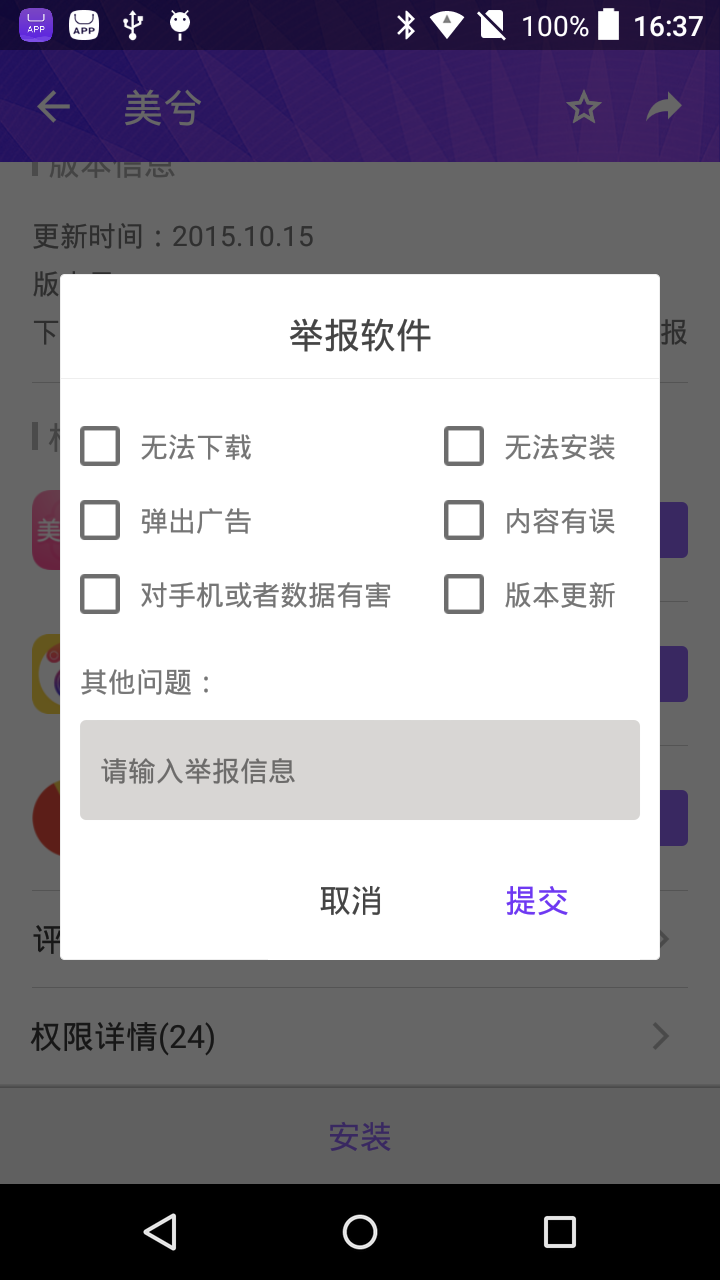 APP
APP
100%
16:37
美兮
版本信息
更新时间：2015.10.15
版
下
报
举报软件
无法下载
无法安装
弹出广告
内容有误
对手机或者数据有害
版本更新
美
其他问题：
请输入举报信息
取消
提交
评
权限详情(24)
安装